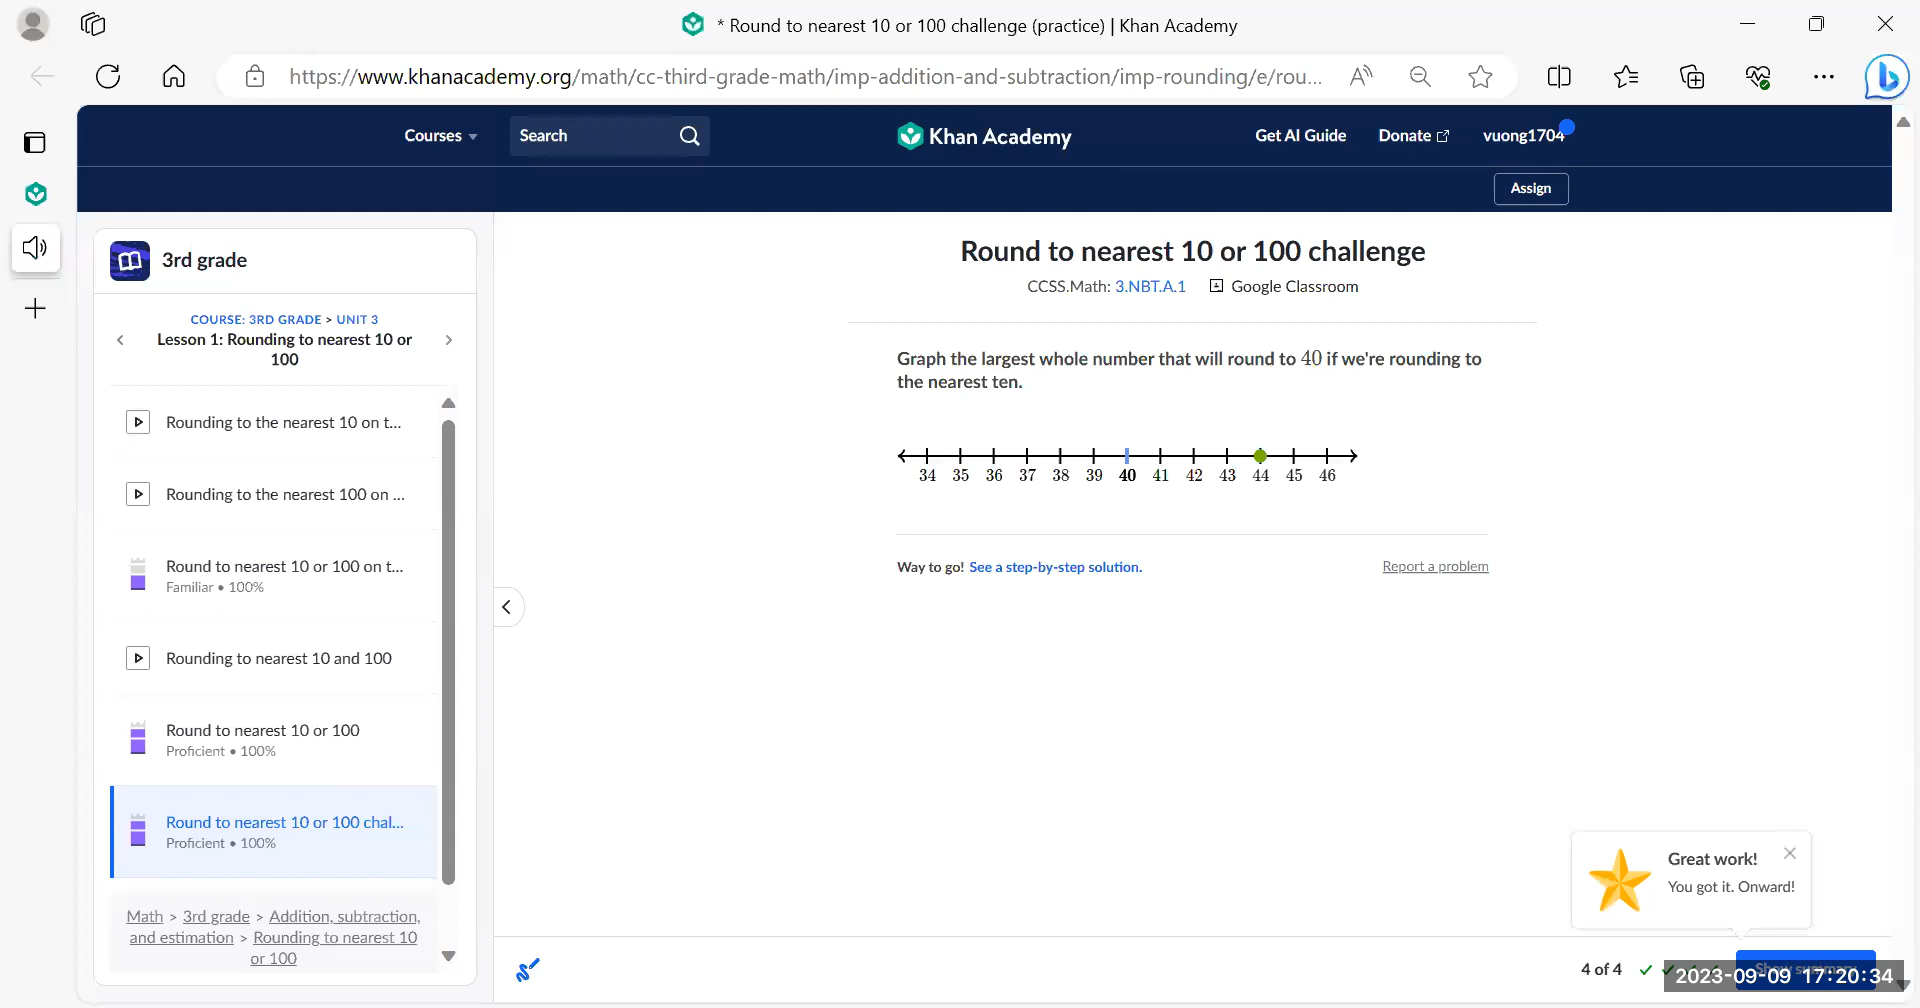 * Round to nearest 10 or 100 challenge (practice) | Khan Academy
https://www.khanacademy.org/math/cc-third-grade-math/imp-addition-and-subtraction/imp-rounding/e/rou...
Courses
Search
Khan Academy
Get AI Guide
Donate
vuong1704
Assign
3rd grade
COURSE: 3RD GRADE > UNIT 3
Lesson 1: Rounding to nearest 10 or
100
Rounding to the nearest 10 on t...
Rounding to the nearest 100 on ...
Round to nearest 10 or 100 on t...
Familiar • 100%
Rounding to nearest 10 and 100
Round to nearest 10 or 100
Proficient • 100%
Round to nearest 10 or 100 chal...
Proficient • 100%
Math > 3rd grade > Addition, subtraction,
and estimation > Rounding to nearest 10
or 100
Round to nearest 10 or 100 challenge
CCSS.Math: 3.NBT.A.1 Google Classroom
Graph the largest whole number that will round to 40 if we're rounding to
the nearest ten.
34 35 36 37 38 39 40 41 42 43 44 45 46
Way to go! See a step-by-step solution.
Report a problem
Great work!
You got it. Onward!
4 of 4
2023-09-09 17:20:34